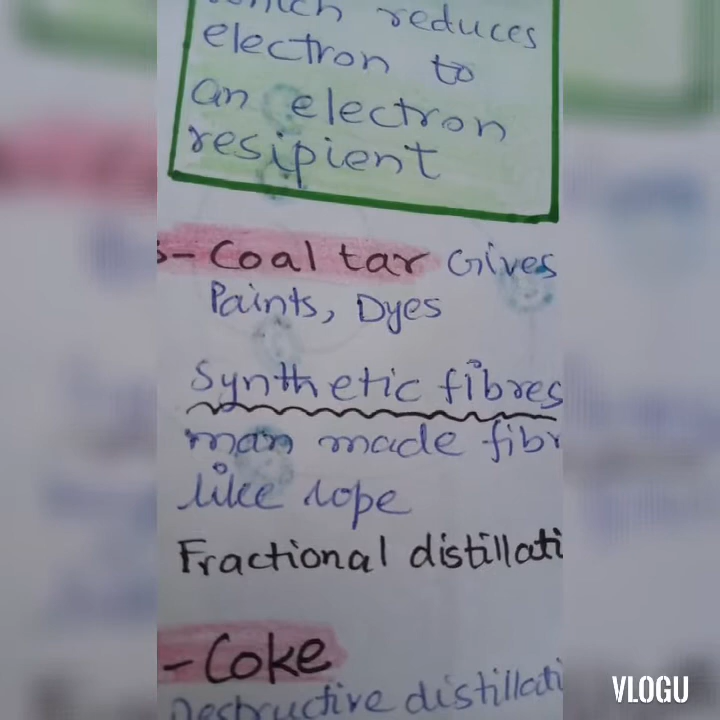 which reduces
electron to
an electron
resipient
- Coal tar Gives
Paints, Dyes
Synthetic fibres
man made fibr
like rope
Fractional distillati
- Coke
Destructive distillati
VLOGU